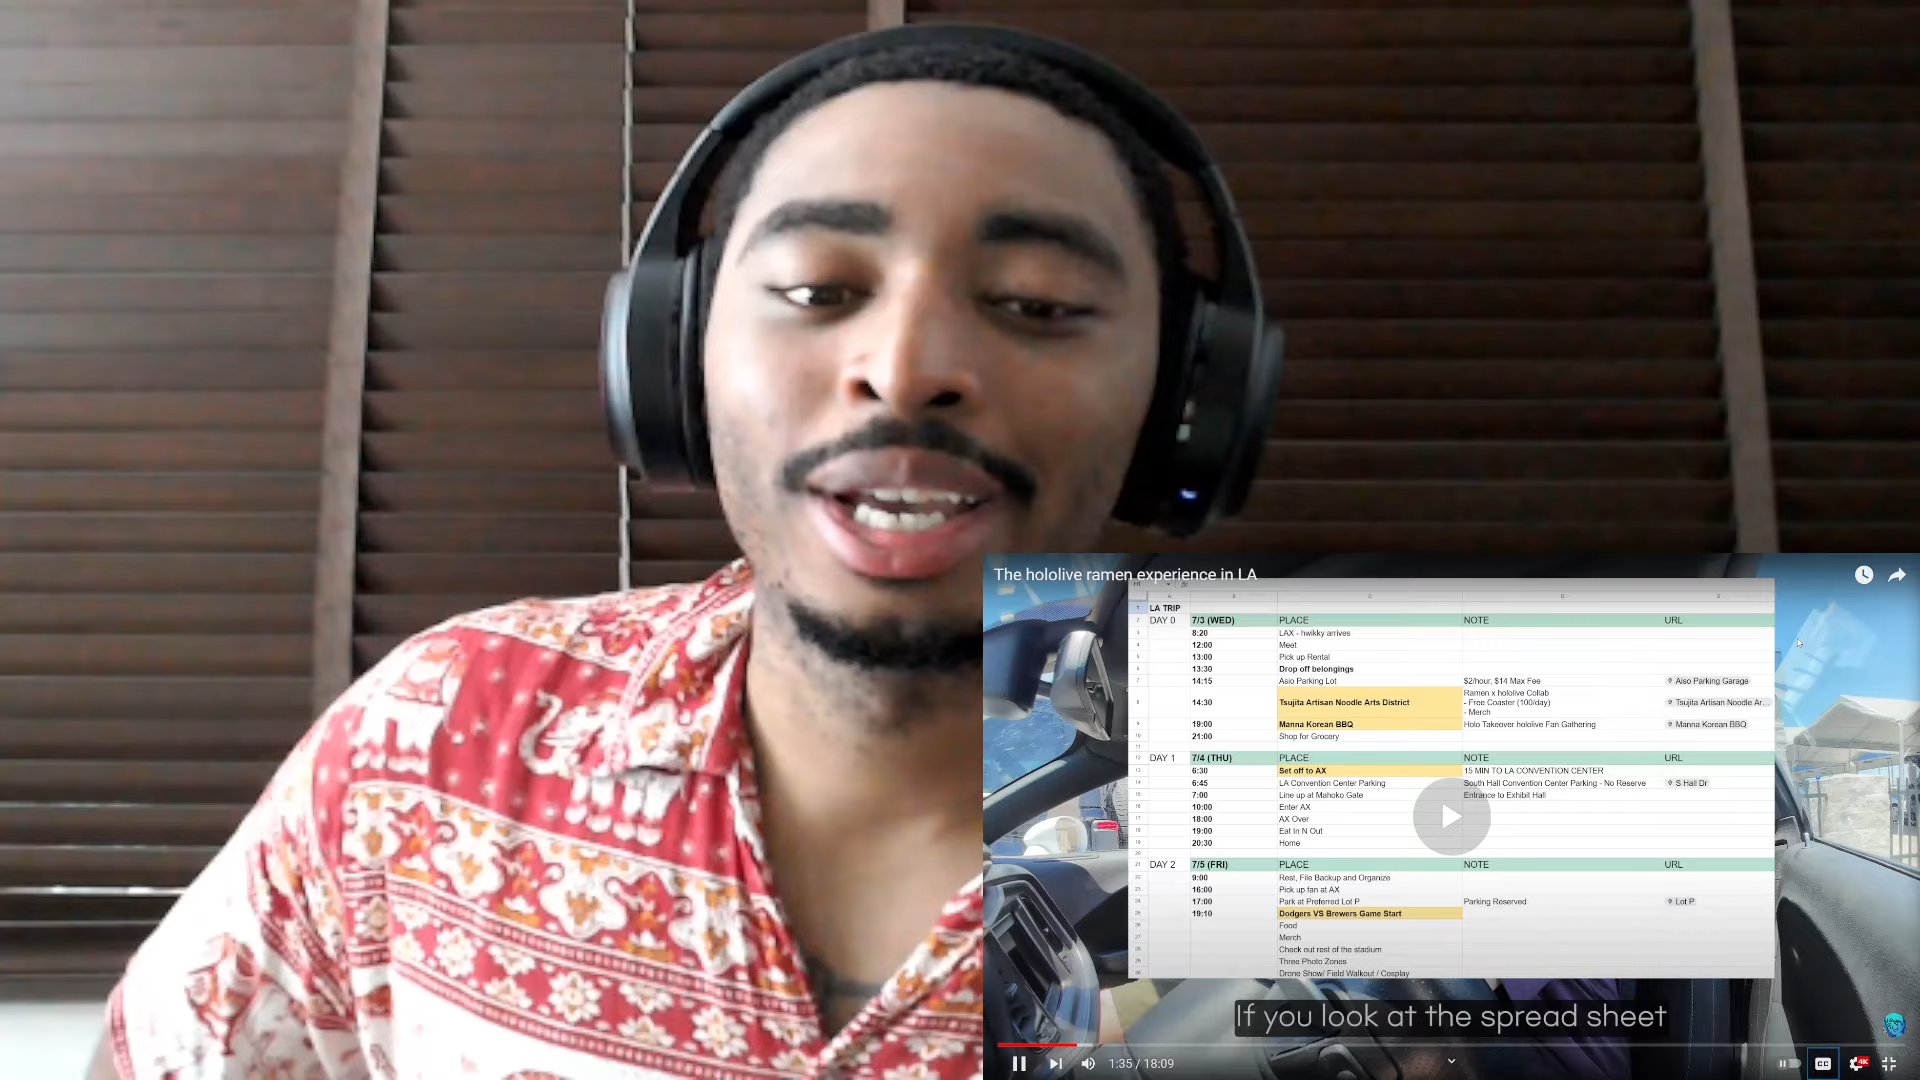 The hololive ramen experience in LA
LA TRIP
DAY 0 7/3 (WED) PLACE NOTE URL
8:20 LAX - hwikky arrives
12:00 Meet
13:00 Pick up Rental
13:30 Drop off belongings
14:15 Asio Parking Lot $2/hour, $14 Max Fee Aiso Parking Garage
14:30 Tsujita Artisan Noodle Arts District Ramen x hololive Collab
- Free Coaster (100/day) Tsujita Artisan Noodle Ar...
- Merch
19:00 Manna Korean BBQ Holo Takeover hololive Fan Gathering Manna Korean BBQ
21:00 Shop for Grocery
DAY 1 7/4 (THU) PLACE NOTE URL
6:30 Set off to AX 15 MIN TO LA CONVENTION CENTER
6:45 LA Convention Center Parking South Hall Convention Center Parking - No Reserve S Hall Dr
7:00 Line up at Mahoko Gate Entrance to Exhibit Hall
10:00 Enter AX
18:00 AX Over
19:00 Eat In N Out
20:30 Home
DAY 2 7/5 (FRI) PLACE NOTE URL
9:00 Rest, File Backup and Organize
16:00 Pick up fan at AX
17:00 Park at Preferred Lot P Parking Reserved Lot P
19:10 Dodgers VS Brewers Game Start
Food
Merch
Check out rest of the stadium
Three Photo Zones
Drone Show/ Field Walkout / Cosplay
If you look at the spread sheet
1:35 / 18:09
CC
4K